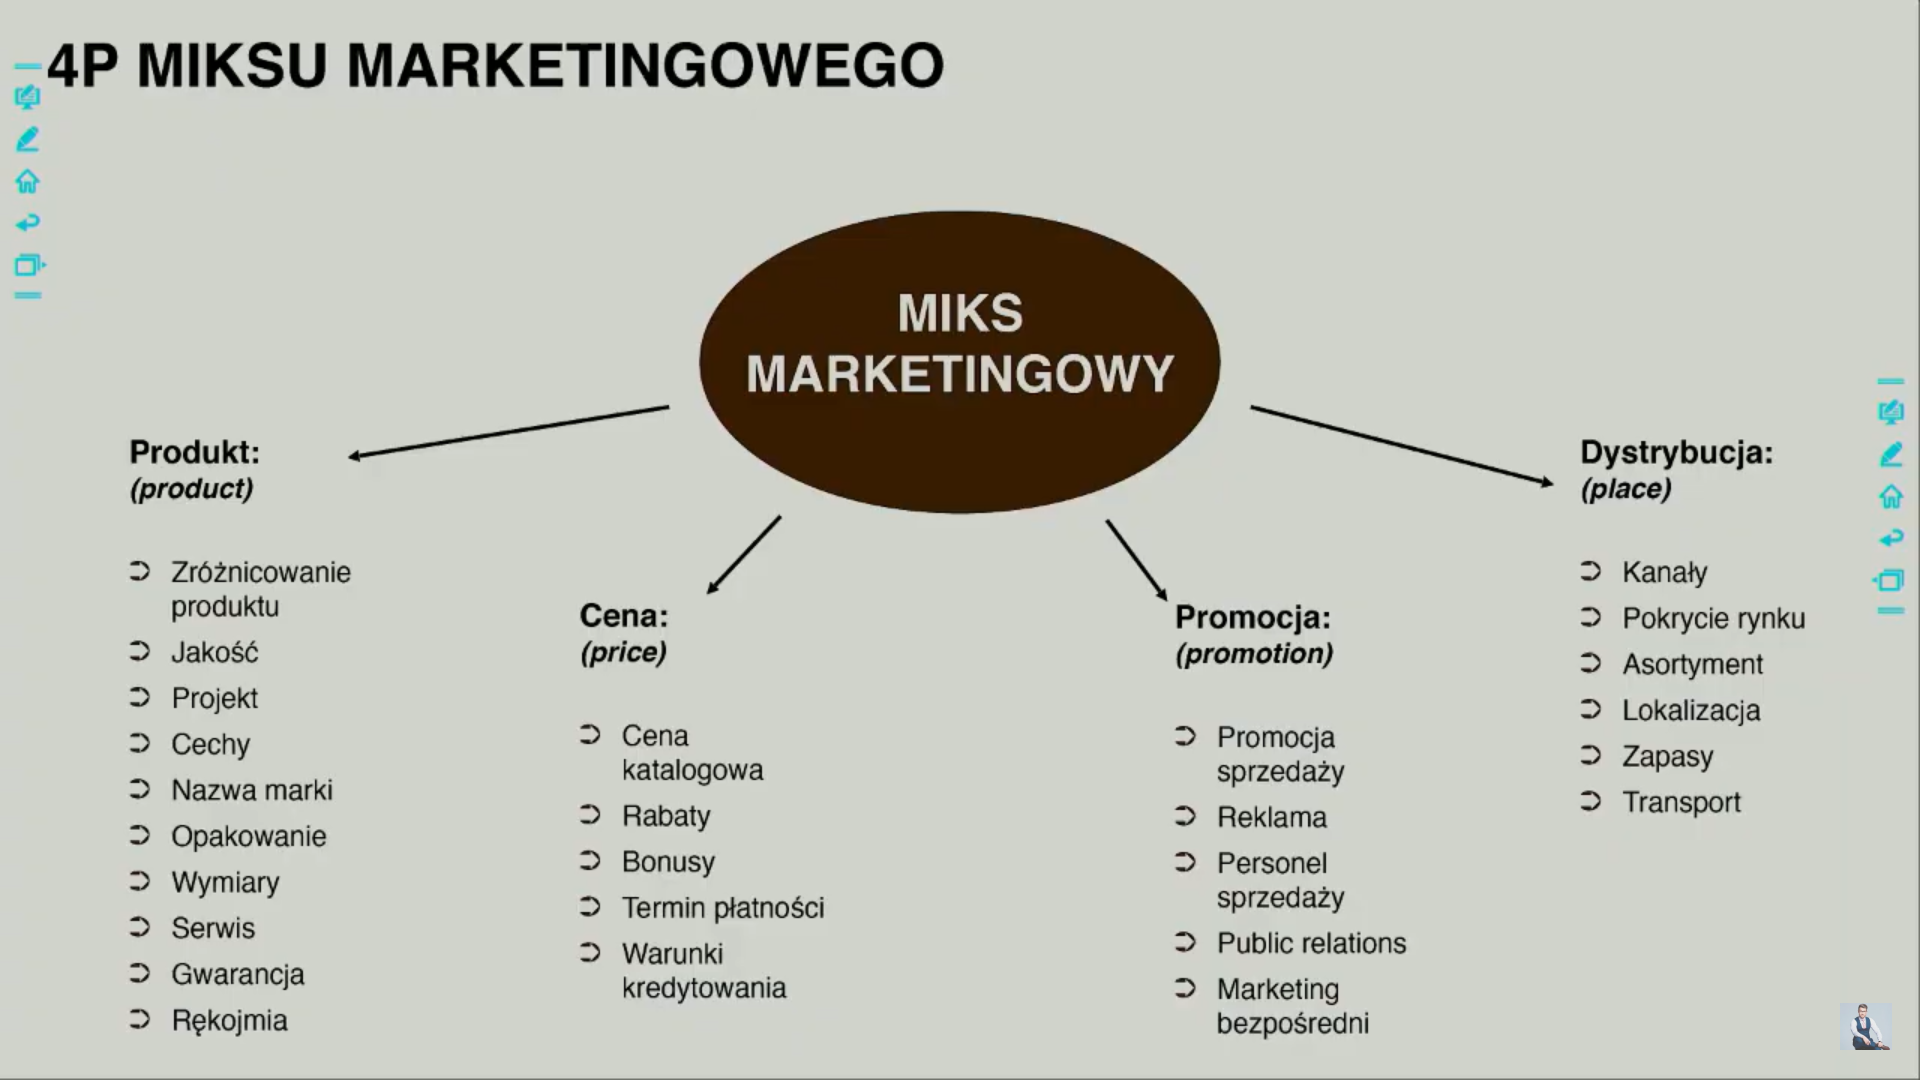 4P MIKSU MARKETINGOWEGO
MIKS
MARKETINGOWY
Produkt:
(product)
Zróżnicowanie
produktu
Jakość
Projekt
Cechy
Nazwa marki
Opakowanie
Wymiary
Serwis
Gwarancja
Rękojmia
Cena:
(price)
Cena
katalogowa
Rabaty
Bonusy
Termin płatności
Warunki
kredytowania
Promocja:
(promotion)
Promocja
sprzedaży
Reklama
Personel
sprzedaży
Public relations
Marketing
bezpośredni
Dystrybucja:
(place)
Kanały
Pokrycie rynku
Asortyment
Lokalizacja
Zapasy
Transport